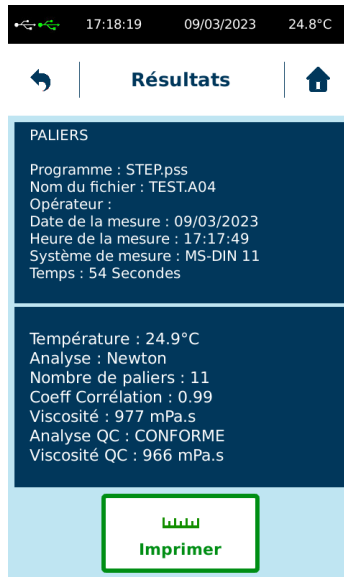 17:18:19 09/03/2023 24.8°C
Résultats
PALIERS
Programme : STEP.pss
Nom du fichier : TEST.A04
Opérateur :
Date de la mesure : 09/03/2023
Heure de la mesure : 17:17:49
Système de mesure : MS-DIN 11
Temps : 54 Secondes
Température : 24.9°C
Analyse : Newton
Nombre de paliers : 11
Coeff Corrélation : 0.99
Viscosité : 977 mPa.s
Analyse QC : CONFORME
Viscosité QC : 966 mPa.s
Imprimer